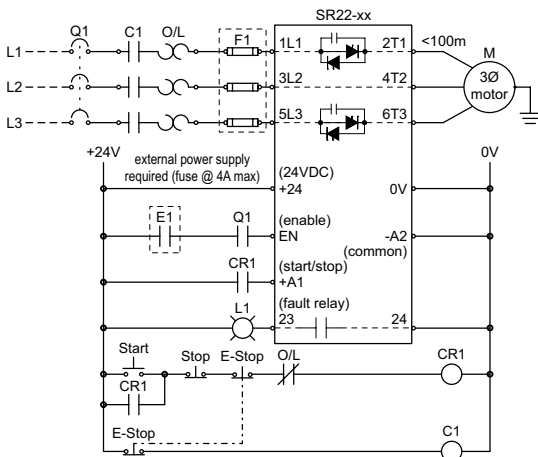 SR22-xx
Q1 C1 O/L F1
L1 1L1 2T1 <100m M
L2 3L2 4T2 3Ø motor
L3 5L3 6T3
+24V 0V
external power supply
required (fuse @ 4A max)
(24VDC)
+24 0V
E1 Q1 (enable)
EN -A2
(common)
CR1 (start/stop)
+A1
L1 (fault relay)
23 24
Start Stop E-Stop O/L CR1
CR1
E-Stop C1